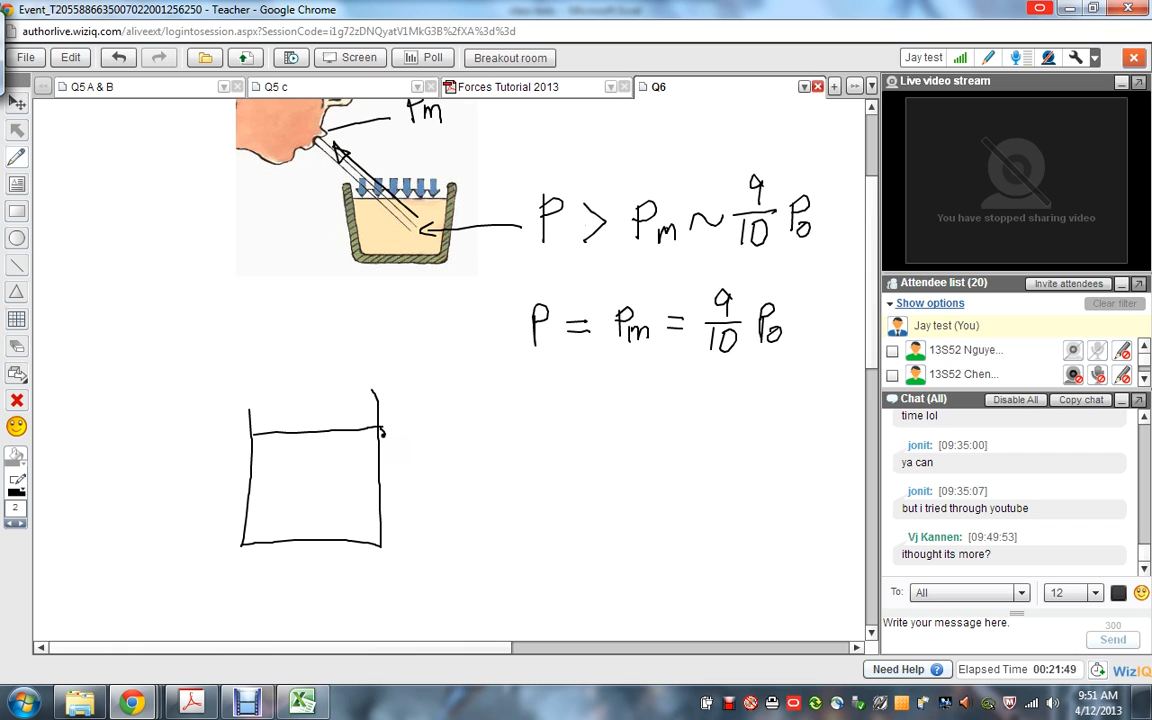 Event_T2055886635007022001256250 - Teacher - Google Chrome
authorlive.wiziq.com/aliveext/logintosession.aspx?SessionCode=i1g72zDNQyatV1MkG3B%2fXA%3d%3d
File Edit Screen Poll Breakout room Jay test
Q5 A & B Q5 c Forces Tutorial 2013 Q6
Pm
P > Pm ~ 9/10 Po
P = Pm = 9/10 Po
2
Live video stream
You have stopped sharing video
Attendee list (20) Invite attendees
Show options Clear filter
Jay test (You)
13S52 Nguye...
13S52 Chen...
Chat (All) Disable All Copy chat
time lol
jonit: [09:35:00]
ya can
jonit: [09:35:07]
but i tried through youtube
Vj Kannen: [09:49:53]
ithought its more?
To: All 12
Write your message here.
300
Send
Need Help ? Elapsed Time 00:21:49 WizIQ
9:51 AM
4/12/2013